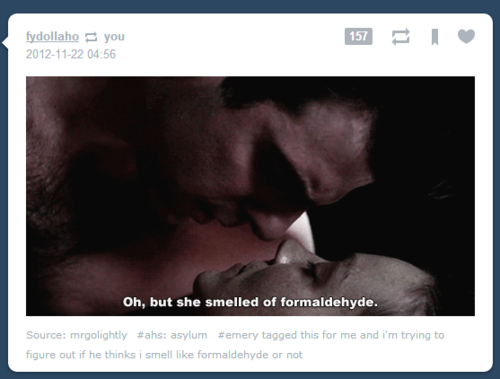 fydollaho you
157
2012-11-22 04:56
Oh, but she smelled of formaldehyde.
Source: mrgolightly #ahs: asylum #emery tagged this for me and i'm trying to
figure out if he thinks i smell like formaldehyde or not